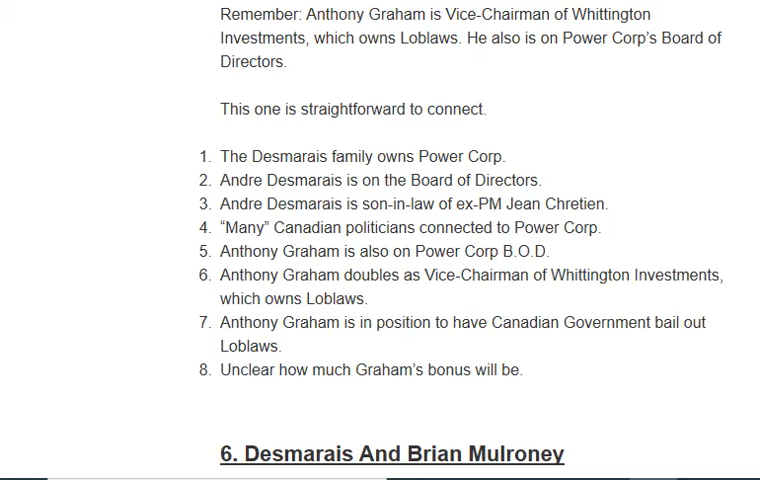 Remember: Anthony Graham is Vice-Chairman of Whittington
Investments, which owns Loblaws. He also is on Power Corp’s Board of
Directors.
This one is straightforward to connect.
1. The Desmarais family owns Power Corp.
2. Andre Desmarais is on the Board of Directors.
3. Andre Desmarais is son-in-law of ex-PM Jean Chretien.
4. “Many” Canadian politicians connected to Power Corp.
5. Anthony Graham is also on Power Corp B.O.D.
6. Anthony Graham doubles as Vice-Chairman of Whittington Investments,
which owns Loblaws.
7. Anthony Graham is in position to have Canadian Government bail out
Loblaws.
8. Unclear how much Graham’s bonus will be.
6. Desmarais And Brian Mulroney